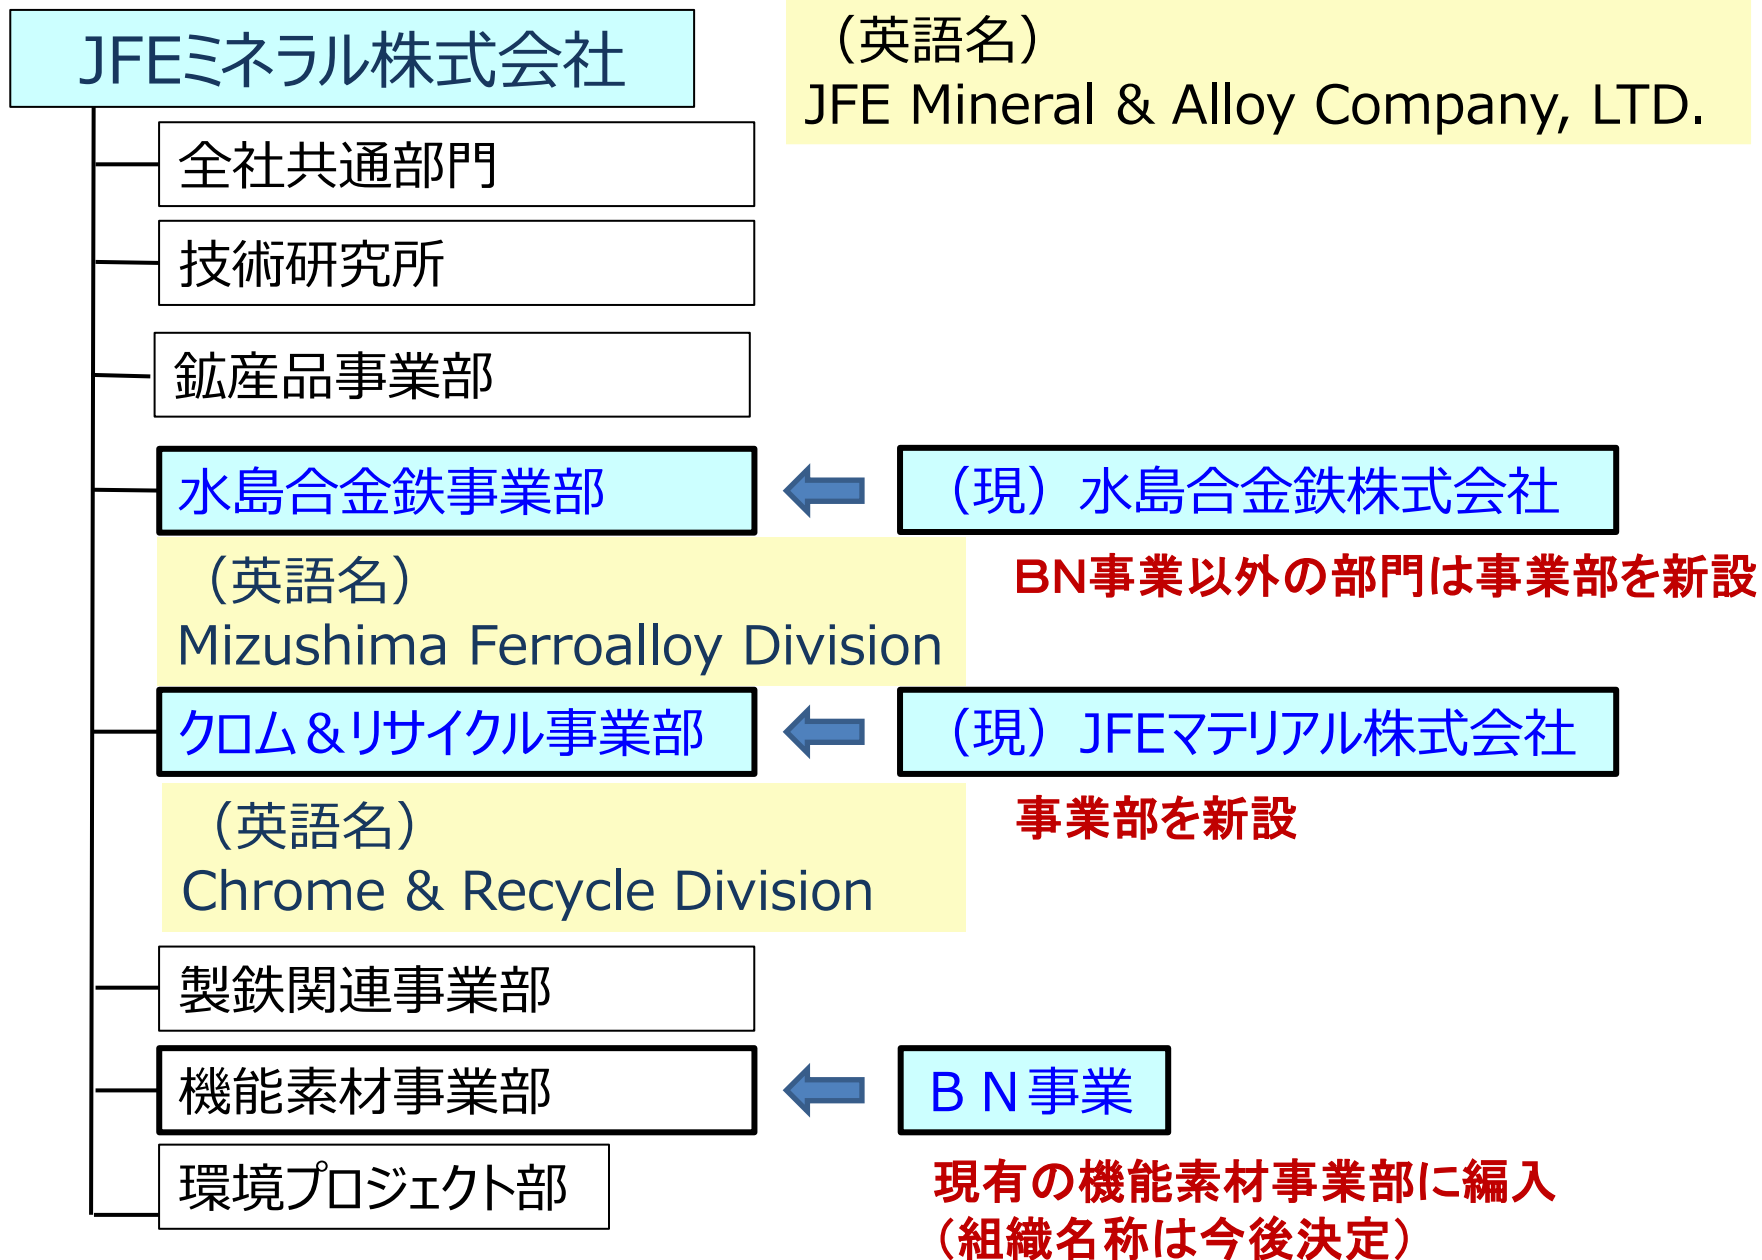 JFEミネラル株式会社
（英語名）
JFE Mineral & Alloy Company, LTD.
全社共通部門
技術研究所
鉱産品事業部
水島合金鉄事業部
（現）水島合金鉄株式会社
（英語名）
Mizushima Ferroalloy Division
ＢＮ事業以外の部門は事業部を新設
クロム＆リサイクル事業部
（現）JFEマテリアル株式会社
（英語名）
Chrome & Recycle Division
事業部を新設
製鉄関連事業部
機能素材事業部
ＢＮ事業
環境プロジェクト部
現有の機能素材事業部に編入
（組織名称は今後決定）